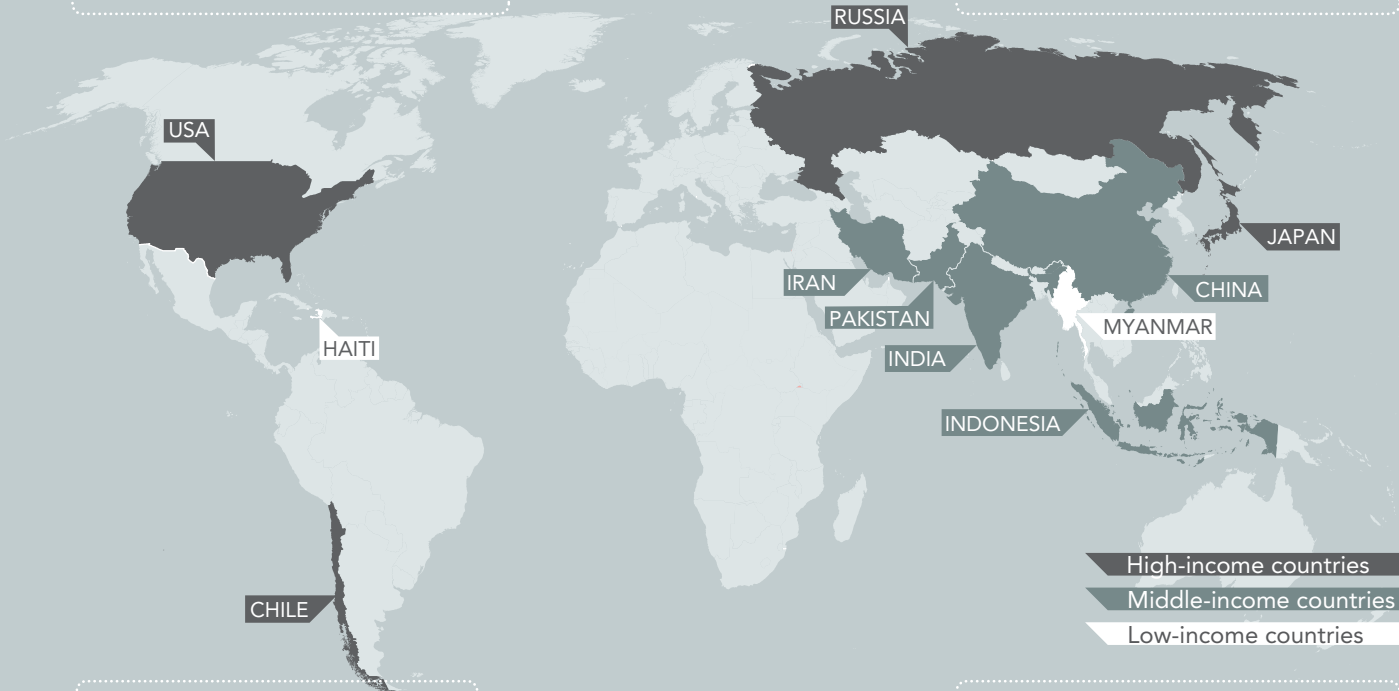 RUSSIA
USA
JAPAN
IRAN
CHINA
PAKISTAN
MYANMAR
HAITI
INDIA
INDONESIA
High-income countries
Middle-income countries
CHILE
Low-income countries